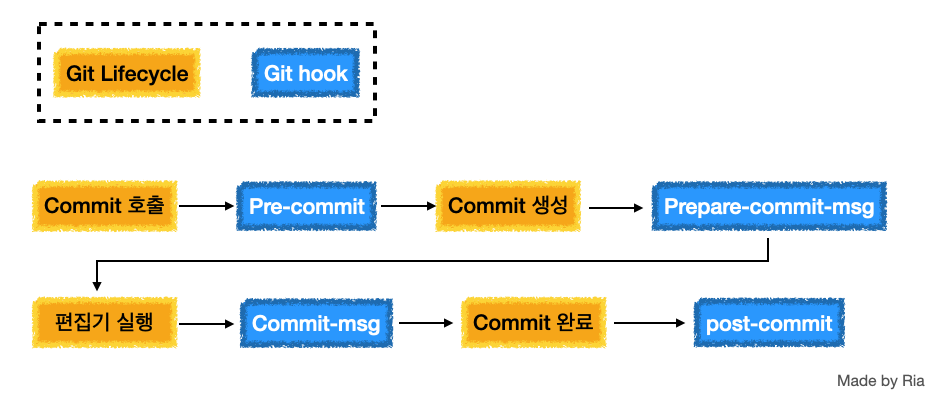 Git Lifecycle
Git hook
Commit 호출
Pre-commit
Commit 생성
Prepare-commit-msg
편집기 실행
Commit-msg
Commit 완료
post-commit
Made by Ria